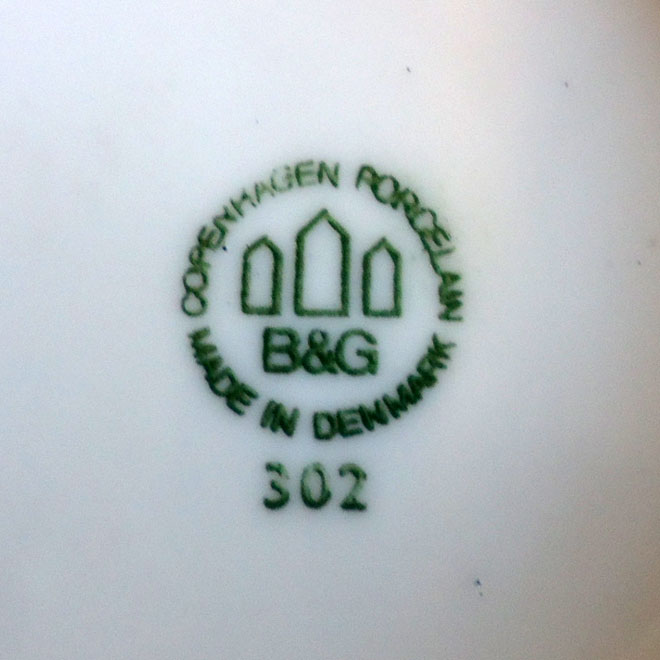 COPENHAGEN PORCELAIN
B&G
MADE IN DENMARK
302